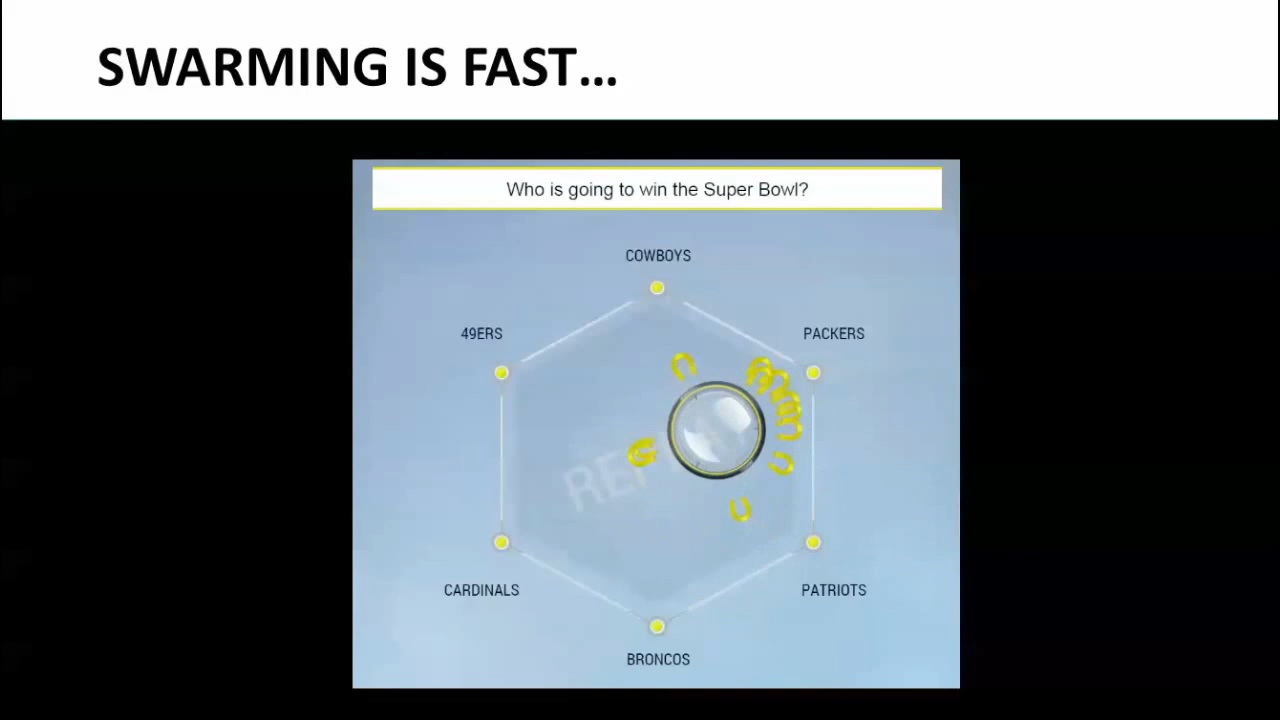 SWARMING IS FAST...
Who is going to win the Super Bowl?
COWBOYS
49ERS
PACKERS
CARDINALS
PATRIOTS
BRONCOS